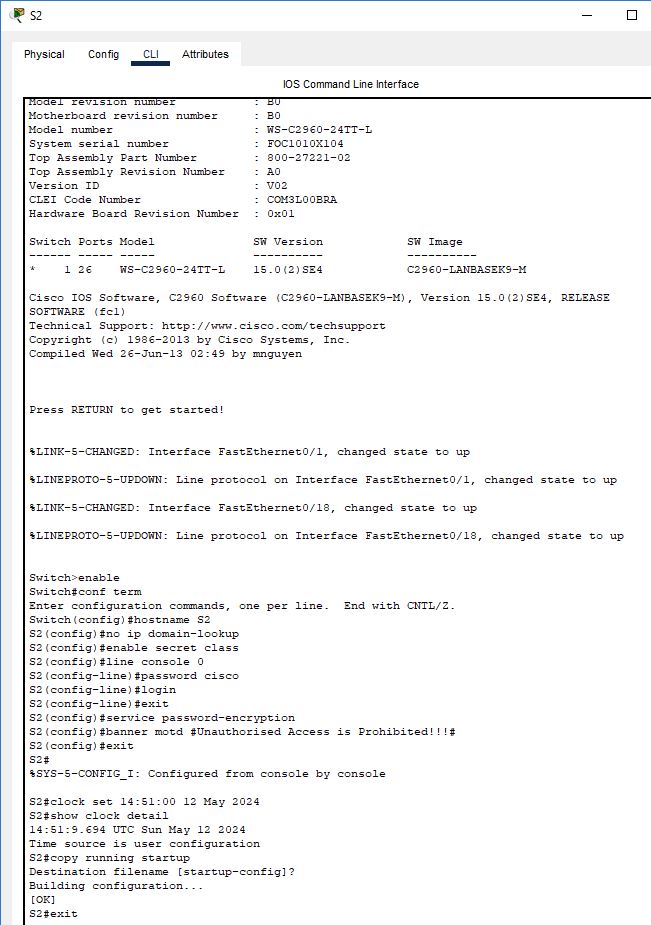 S2
Physical Config CLI Attributes
IOS Command Line Interface
Model revision number : B0
Motherboard revision number : B0
Model number : WS-C2960-24TT-L
System serial number : FOC1010X104
Top Assembly Part Number : 800-27221-02
Top Assembly Revision Number : A0
Version ID : V02
CLEI Code Number : COM3L00BRA
Hardware Board Revision Number : 0x01
Switch Ports Model SW Version SW Image
------ ----- ----- ---------- ----------
* 1 26 WS-C2960-24TT-L 15.0(2)SE4 C2960-LANBASEK9-M
Cisco IOS Software, C2960 Software (C2960-LANBASEK9-M), Version 15.0(2)SE4, RELEASE
SOFTWARE (fc1)
Technical Support: http://www.cisco.com/techsupport
Copyright (c) 1986-2013 by Cisco Systems, Inc.
Compiled Wed 26-Jun-13 02:49 by mnguyen
Press RETURN to get started!
%LINK-5-CHANGED: Interface FastEthernet0/1, changed state to up
%LINEPROTO-5-UPDOWN: Line protocol on Interface FastEthernet0/1, changed state to up
%LINK-5-CHANGED: Interface FastEthernet0/18, changed state to up
%LINEPROTO-5-UPDOWN: Line protocol on Interface FastEthernet0/18, changed state to up
Switch>enable
Switch#conf term
Enter configuration commands, one per line. End with CNTL/Z.
Switch(config)#hostname S2
S2(config)#no ip domain-lookup
S2(config)#enable secret class
S2(config)#line console 0
S2(config-line)#password cisco
S2(config-line)#login
S2(config-line)#exit
S2(config)#service password-encryption
S2(config)#banner motd #Unauthorised Access is Prohibited!!!#
S2(config)#exit
S2#
%SYS-5-CONFIG_I: Configured from console by console
S2#clock set 14:51:00 12 May 2024
S2#show clock detail
14:51:9.694 UTC Sun May 12 2024
Time source is user configuration
S2#copy running startup
Destination filename [startup-config]?
Building configuration...
[OK]
S2#exit